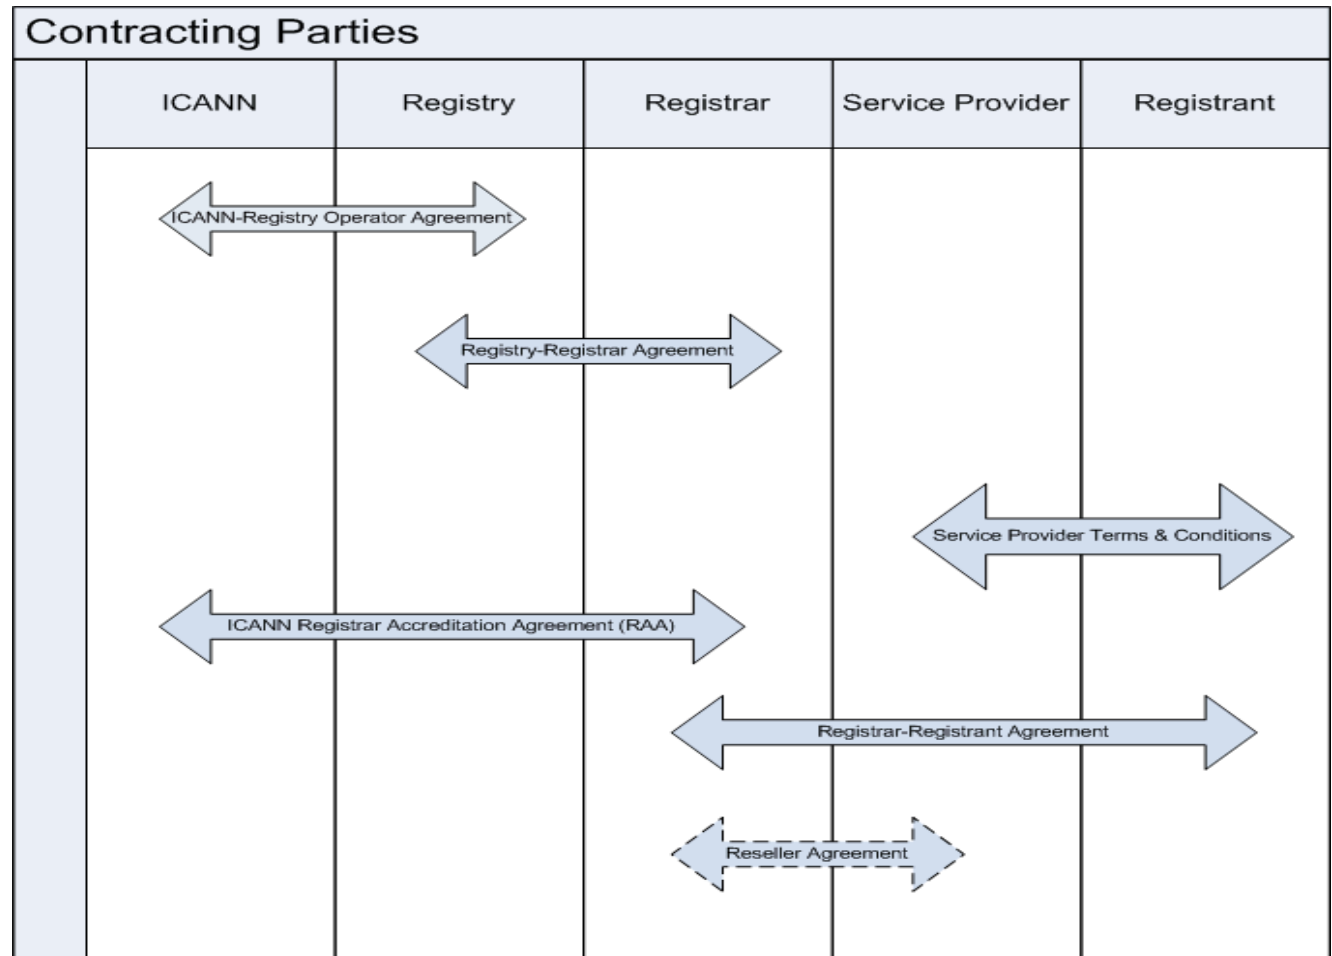 Contracting Parties
ICANN
Registry
Registrar
Service Provider
Registrant
ICANN-Registry Operator Agreement
Registry-Registrar Agreement
Service Provider Terms & Conditions
ICANN Registrar Accreditation Agreement (RAA)
Registrar-Registrant Agreement
Reseller Agreement